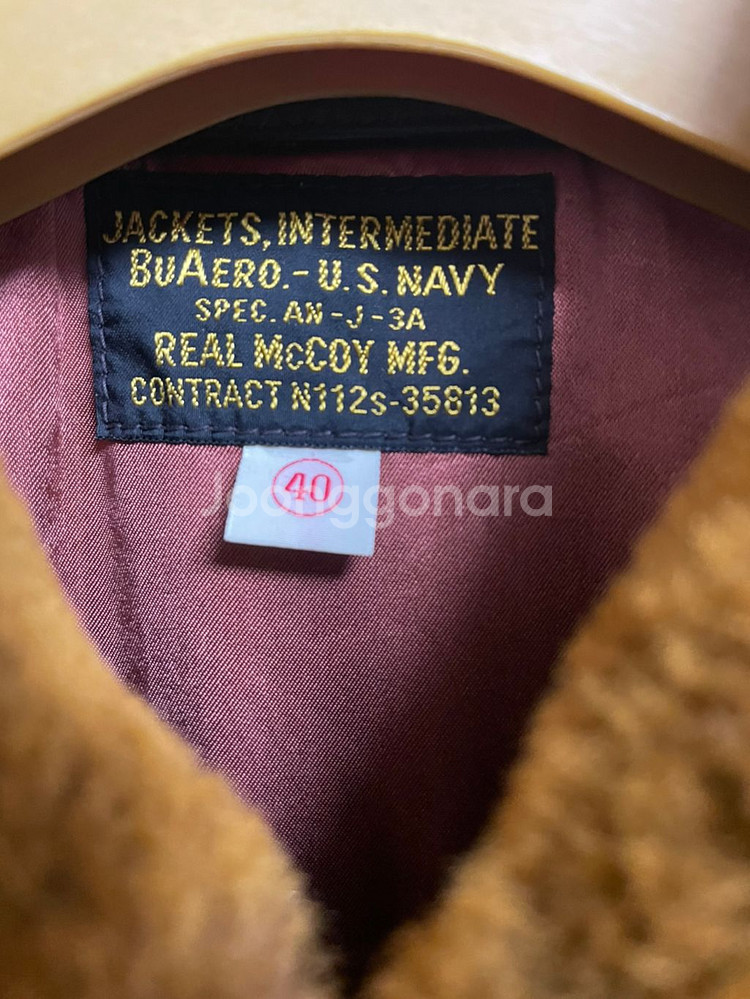 JACKETS, INTERMEDIATE
BUAERO.-U.S. NAVY
SPEC. AN-J-3A
REAL McCOY MFG.
CONTRACT N112s-35813
40
Joonggonara